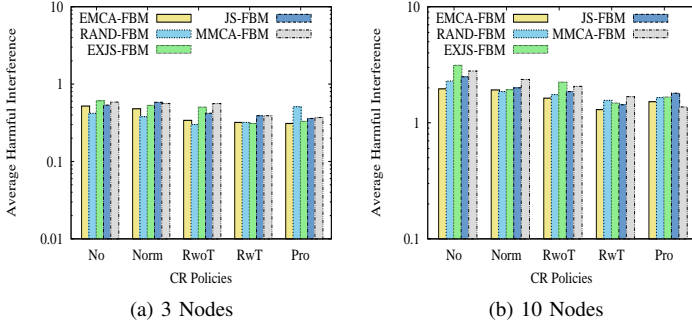 EMCA-FBM
RAND-FBM
EXJS-FBM
JS-FBM
MMCA-FBM
Average Harmful Interference
10
1
0.1
0.01
No Norm RwoT RwT Pro
CR Policies
(a) 3 Nodes
EMCA-FBM
RAND-FBM
EXJS-FBM
JS-FBM
MMCA-FBM
Average Harmful Interference
10
1
0.1
No Norm RwoT RwT Pro
CR Policies
(b) 10 Nodes